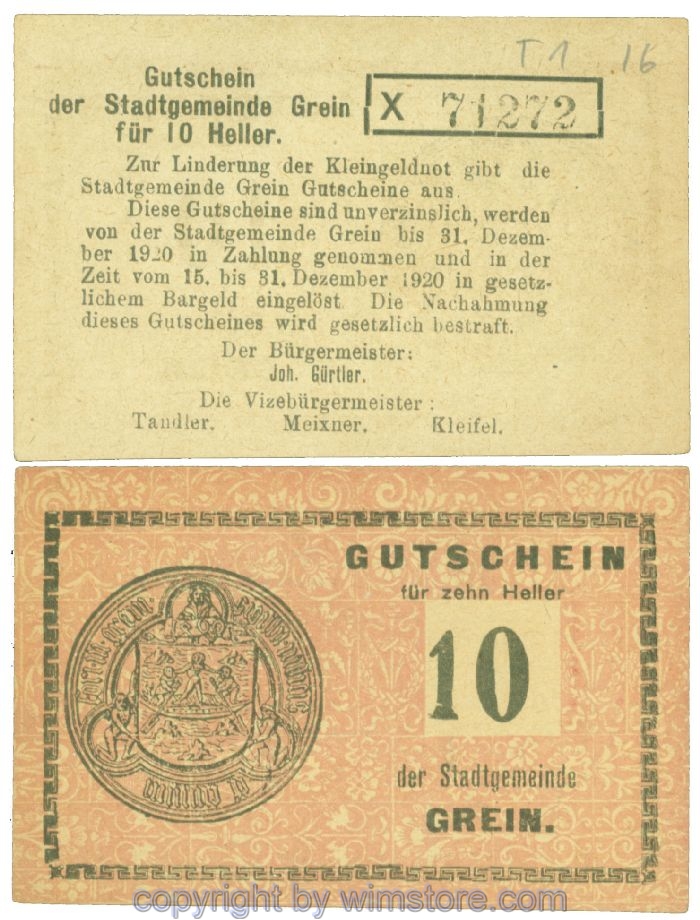 T 1 16
Gutschein
der Stadtgemeinde Grein
für 10 Heller.
X 71272
Zur Linderung der Kleingeldnot gibt die
Stadtgemeinde Grein Gutscheine aus.
Diese Gutscheine sind unverzinslich, werden
von der Stadtgemeinde Grein bis 31. Dezem-
ber 1920 in Zahlung genommen und in der
Zeit vom 15. bis 31. Dezember 1920 in gesetz-
lichem Bargeld eingelöst. Die Nachahmung
dieses Gutscheines wird gesetzlich bestraft.
Der Bürgermeister:
Joh. Gürtler.
Die Vizebürgermeister:
Tandler. Meixner. Kleifel.
GUTSCHEIN
für zehn Heller
10
der Stadtgemeinde
GREIN.
copyright by wimstore.com